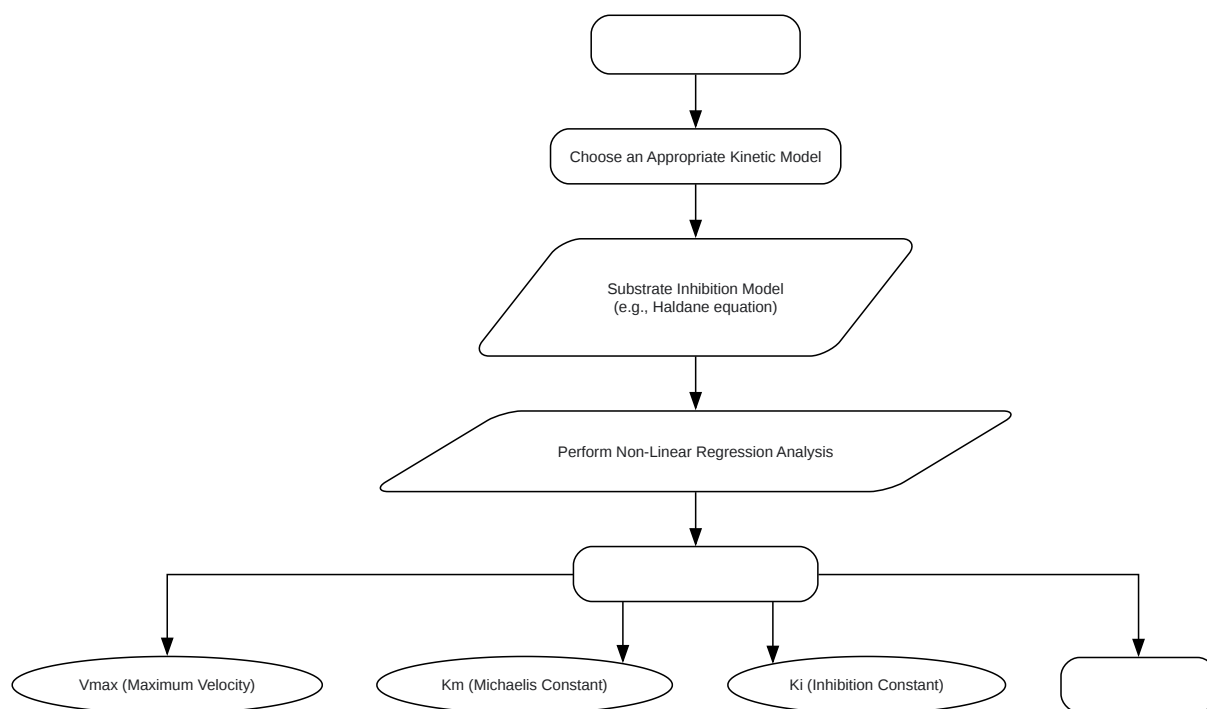 Choose an Appropriate Kinetic Model
Substrate Inhibition Model
(e.g., Haldane equation)
Perform Non-Linear Regression Analysis
Vmax (Maximum Velocity)
Km (Michaelis Constant)
Ki (Inhibition Constant)